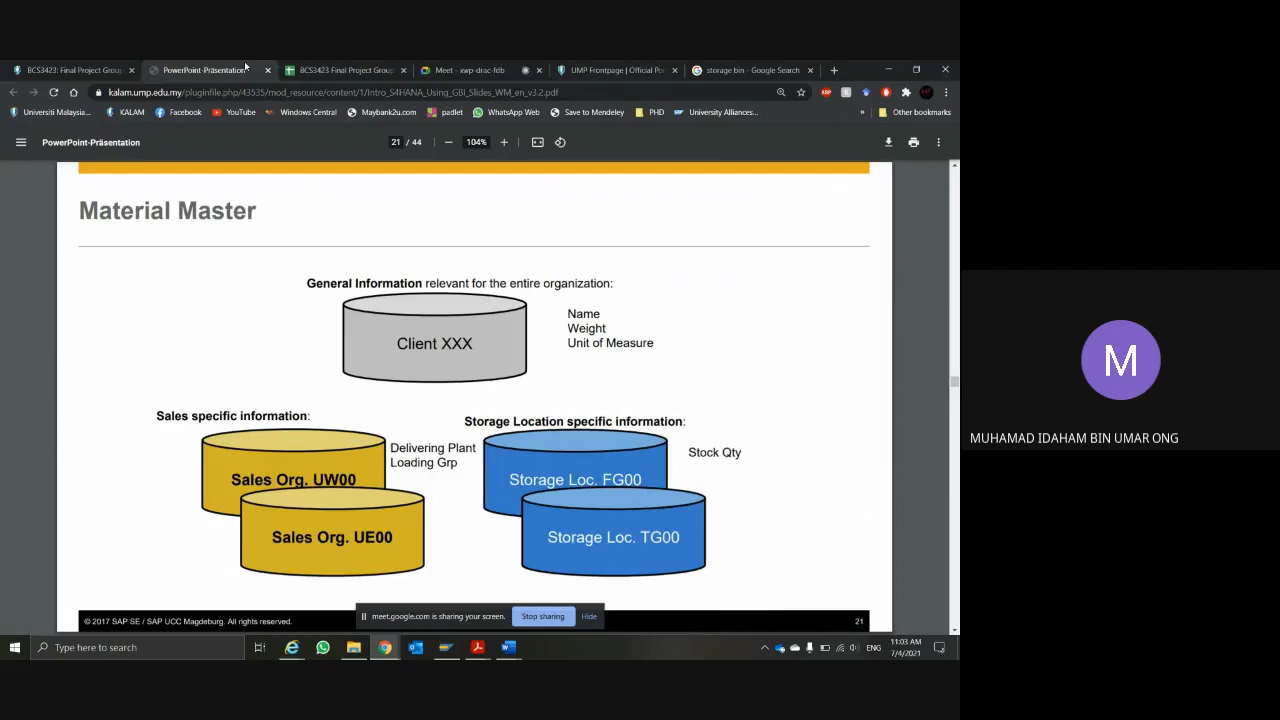 BCS3423: Final Project Group
PowerPoint-Präsentation
BCS3423 Final Project Group
Meet - xwp-drac-fdb
UMP Frontpage | Official Por
storage bin - Google Search
kalam.ump.edu.my/pluginfile.php/43535/mod_resource/content/1/Intro_S4HANA_Using_GBI_Slides_WM_en_v3.2.pdf
Universiti Malaysia...
KALAM
Facebook
YouTube
Windows Central
Maybank2u.com
padlet
WhatsApp Web
Save to Mendeley
PHD
University Alliances...
»
Other bookmarks
PowerPoint-Präsentation
21 / 44
104%
Material Master
General Information relevant for the entire organization:
Client XXX
Name
Weight
Unit of Measure
Sales specific information:
Sales Org. UW00
Sales Org. UE00
Delivering Plant
Loading Grp
Storage Location specific information:
Storage Loc. FG00
Storage Loc. TG00
Stock Qty
© 2017 SAP SE / SAP UCC Magdeburg. All rights reserved.
21
meet.google.com is sharing your screen.
Stop sharing
Hide
Type here to search
ENG
11:03 AM
7/4/2021
M
MUHAMAD IDAHAM BIN UMAR ONG